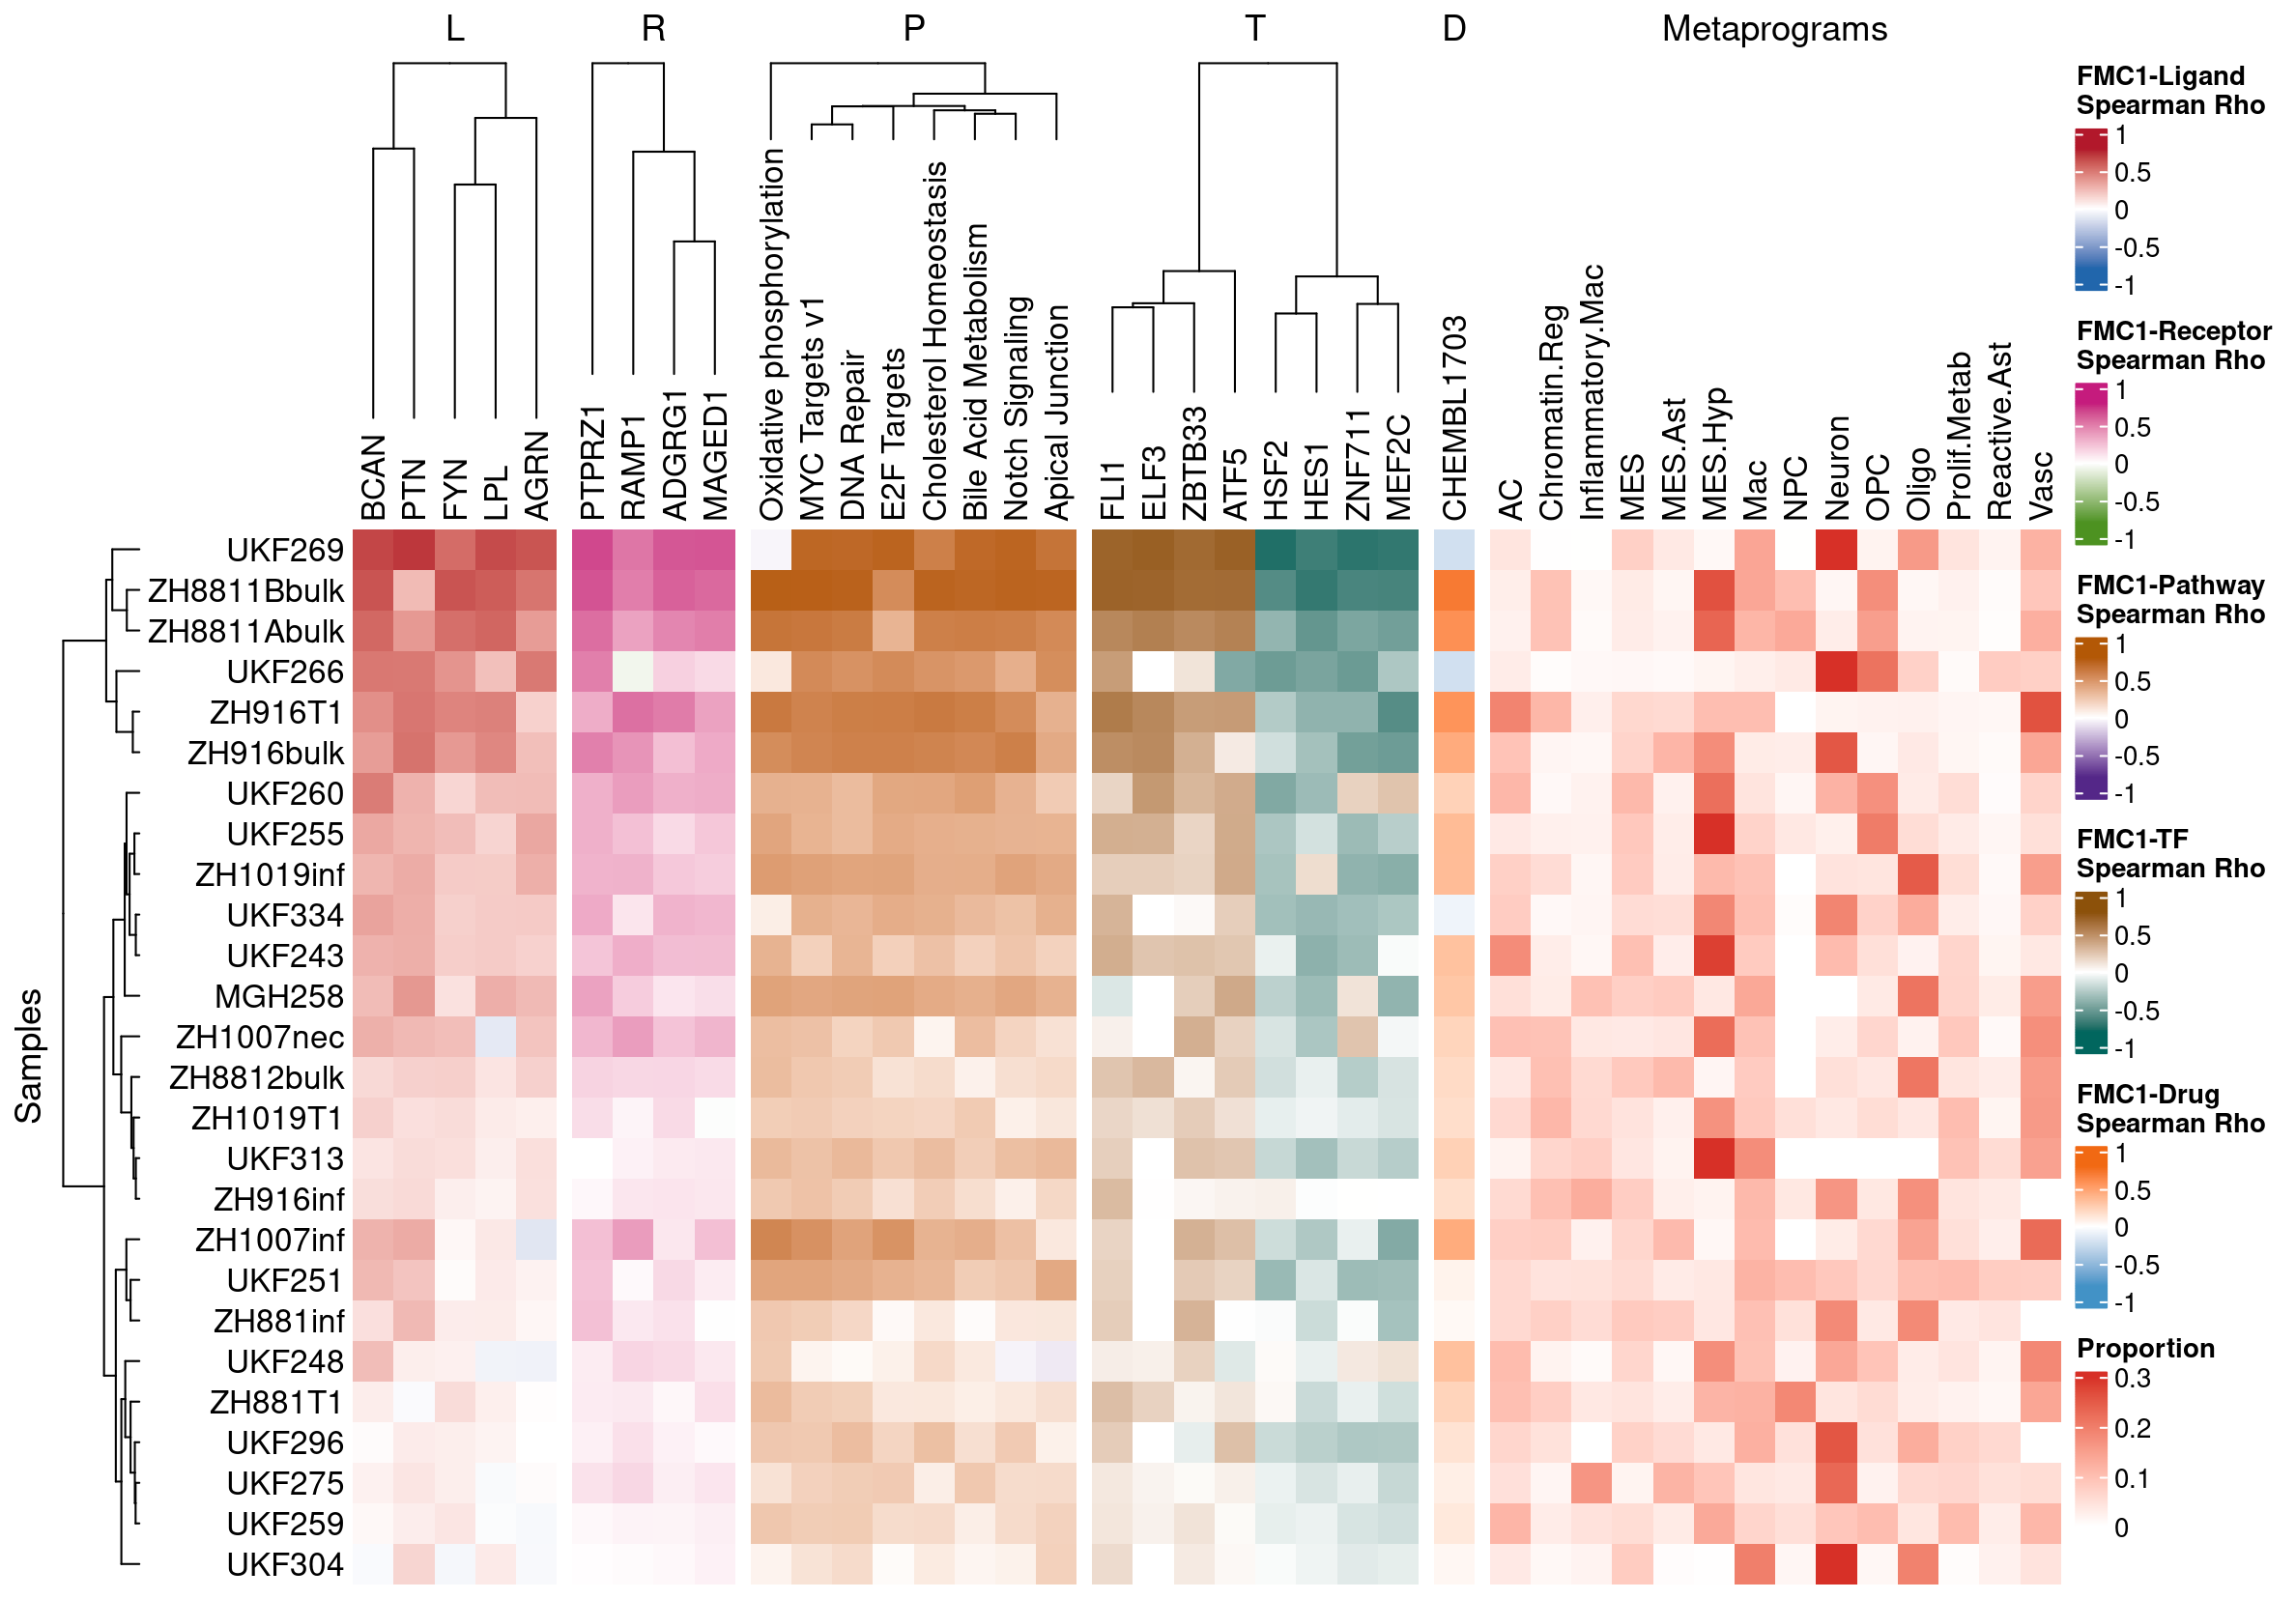 L R P T D Metaprograms
BCAN
PTN
FYN
LPL
AGRN
PTPRZ1
RAMP1
ADGRG1
MAGED1
Oxidative phosphorylation
MYC Targets v1
DNA Repair
E2F Targets
Cholesterol Homeostasis
Bile Acid Metabolism
Notch Signaling
Apical Junction
FLI1
ELF3
ZBTB33
ATF5
HSF2
HES1
ZNF711
MEF2C
CHEMBL1703
AC
Chromatin.Reg
Inflammatory.Mac
MES
MES.Ast
MES.Hyp
Mac
NPC
Neuron
OPC
Oligo
Prolif.Metab
Reactive.Ast
Vasc
Samples
UKF269
ZH8811Bbulk
ZH8811Abulk
UKF266
ZH916T1
ZH916bulk
UKF260
UKF255
ZH1019inf
UKF334
UKF243
MGH258
ZH1007nec
ZH8812bulk
ZH1019T1
UKF313
ZH916inf
ZH1007inf
UKF251
ZH881inf
UKF248
ZH881T1
UKF296
UKF275
UKF259
UKF304
FMC1-Ligand
Spearman Rho
1
0.5
0
-0.5
-1
FMC1-Receptor
Spearman Rho
1
0.5
0
-0.5
-1
FMC1-Pathway
Spearman Rho
1
0.5
0
-0.5
-1
FMC1-TF
Spearman Rho
1
0.5
0
-0.5
-1
FMC1-Drug
Spearman Rho
1
0.5
0
-0.5
-1
Proportion
0.3
0.2
0.1
0